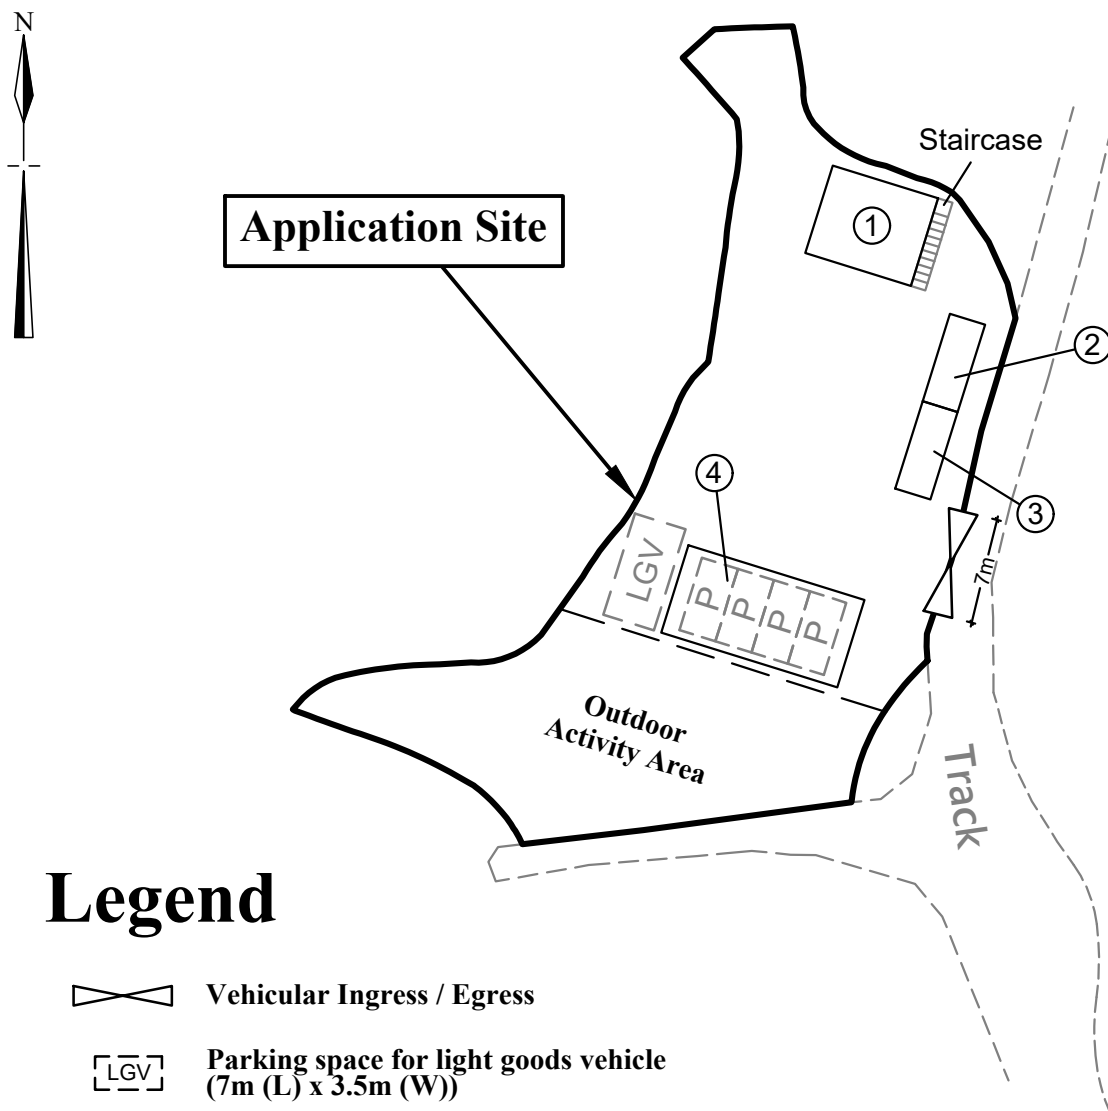 N
Staircase
Application Site
1
2
4
3
LGV
P P P P
7m
Outdoor
Activity Area
Track
Legend
Vehicular Ingress / Egress
LGV
Parking space for light goods vehicle
(7m (L) x 3.5m (W))